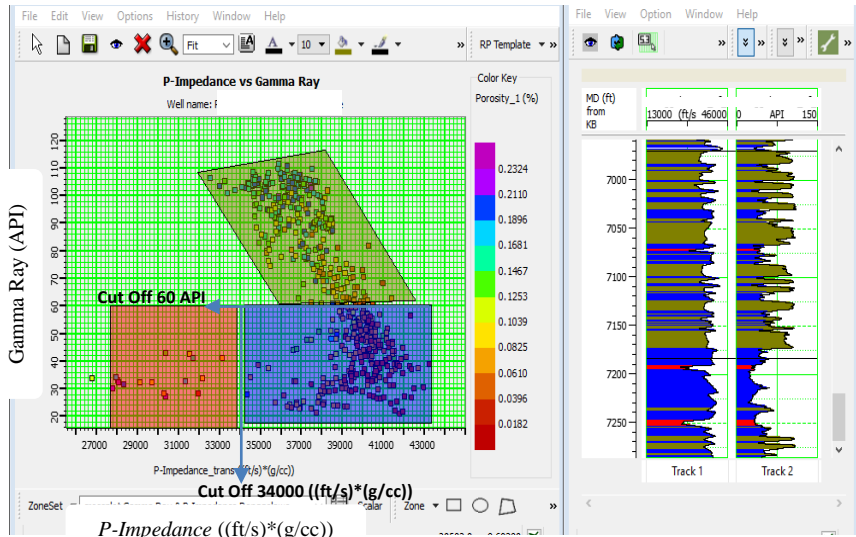 File Edit View Options History Window Help
Fit
10
RP Template
P-Impedance vs Gamma Ray
Well name:
Color Key
Porosity_1 (%)
0.2324
0.2110
0.1896
0.1681
0.1467
0.1253
0.1039
0.0825
0.0610
0.0396
0.0182
Gamma Ray (API)
120
110
100
90
80
70
60
50
40
30
20
Cut Off 60 API
27000 29000 31000 33000 35000 37000 39000 41000 43000
P-Impedance_trans
Cut Off 34000 ((ft/s)*(g/cc))
ZoneSet
Scalar Zone
P-Impedance ((ft/s)*(g/cc))
File View Option Window Help
MD (ft)
from
KB
13000 (ft/s 46000
0 API 150
7000
7050
7100
7150
7200
7250
Track 1 Track 2